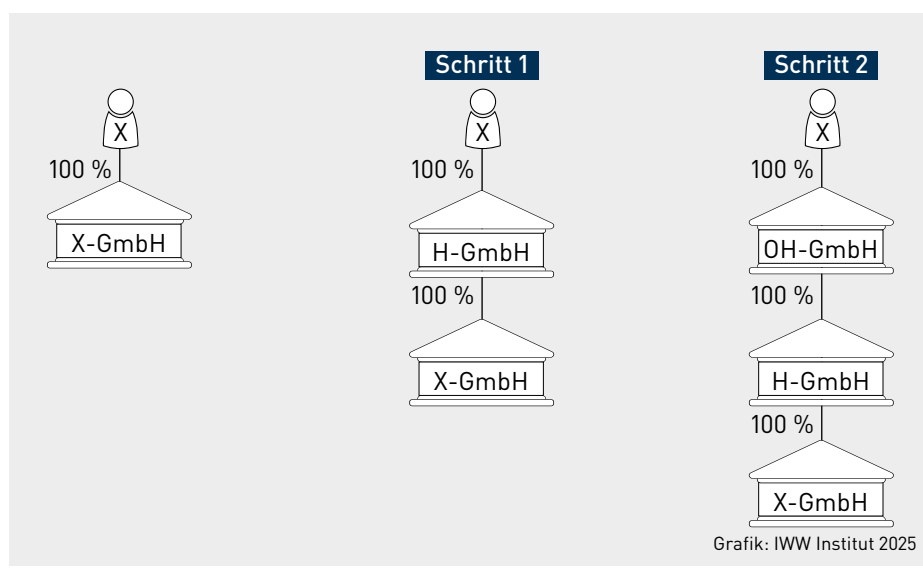 X
100 %
X-GmbH
Schritt 1
X
100 %
H-GmbH
100 %
X-GmbH
Schritt 2
X
100 %
OH-GmbH
100 %
H-GmbH
100 %
X-GmbH
Grafik: IWW Institut 2025